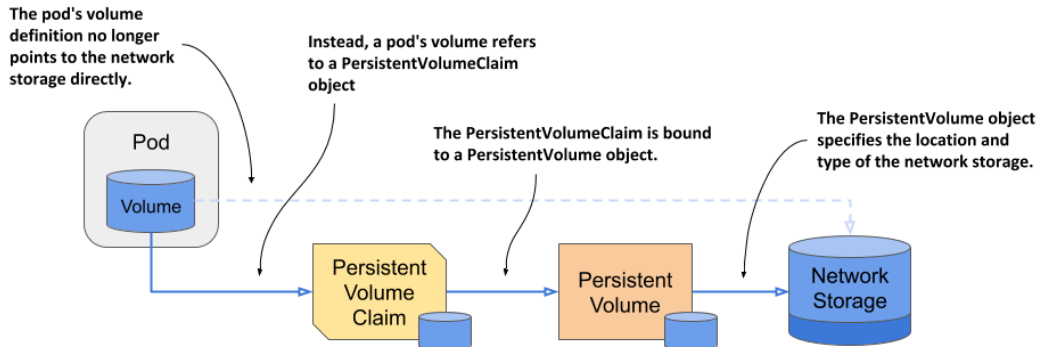 The pod's volume
definition no longer
points to the network
storage directly.
Instead, a pod's volume refers
to a PersistentVolumeClaim
object
The PersistentVolumeClaim is bound
to a PersistentVolume object.
The PersistentVolume object
specifies the location and
type of the network storage.
Pod
Volume
Persistent
Volume
Claim
Persistent
Volume
Network
Storage